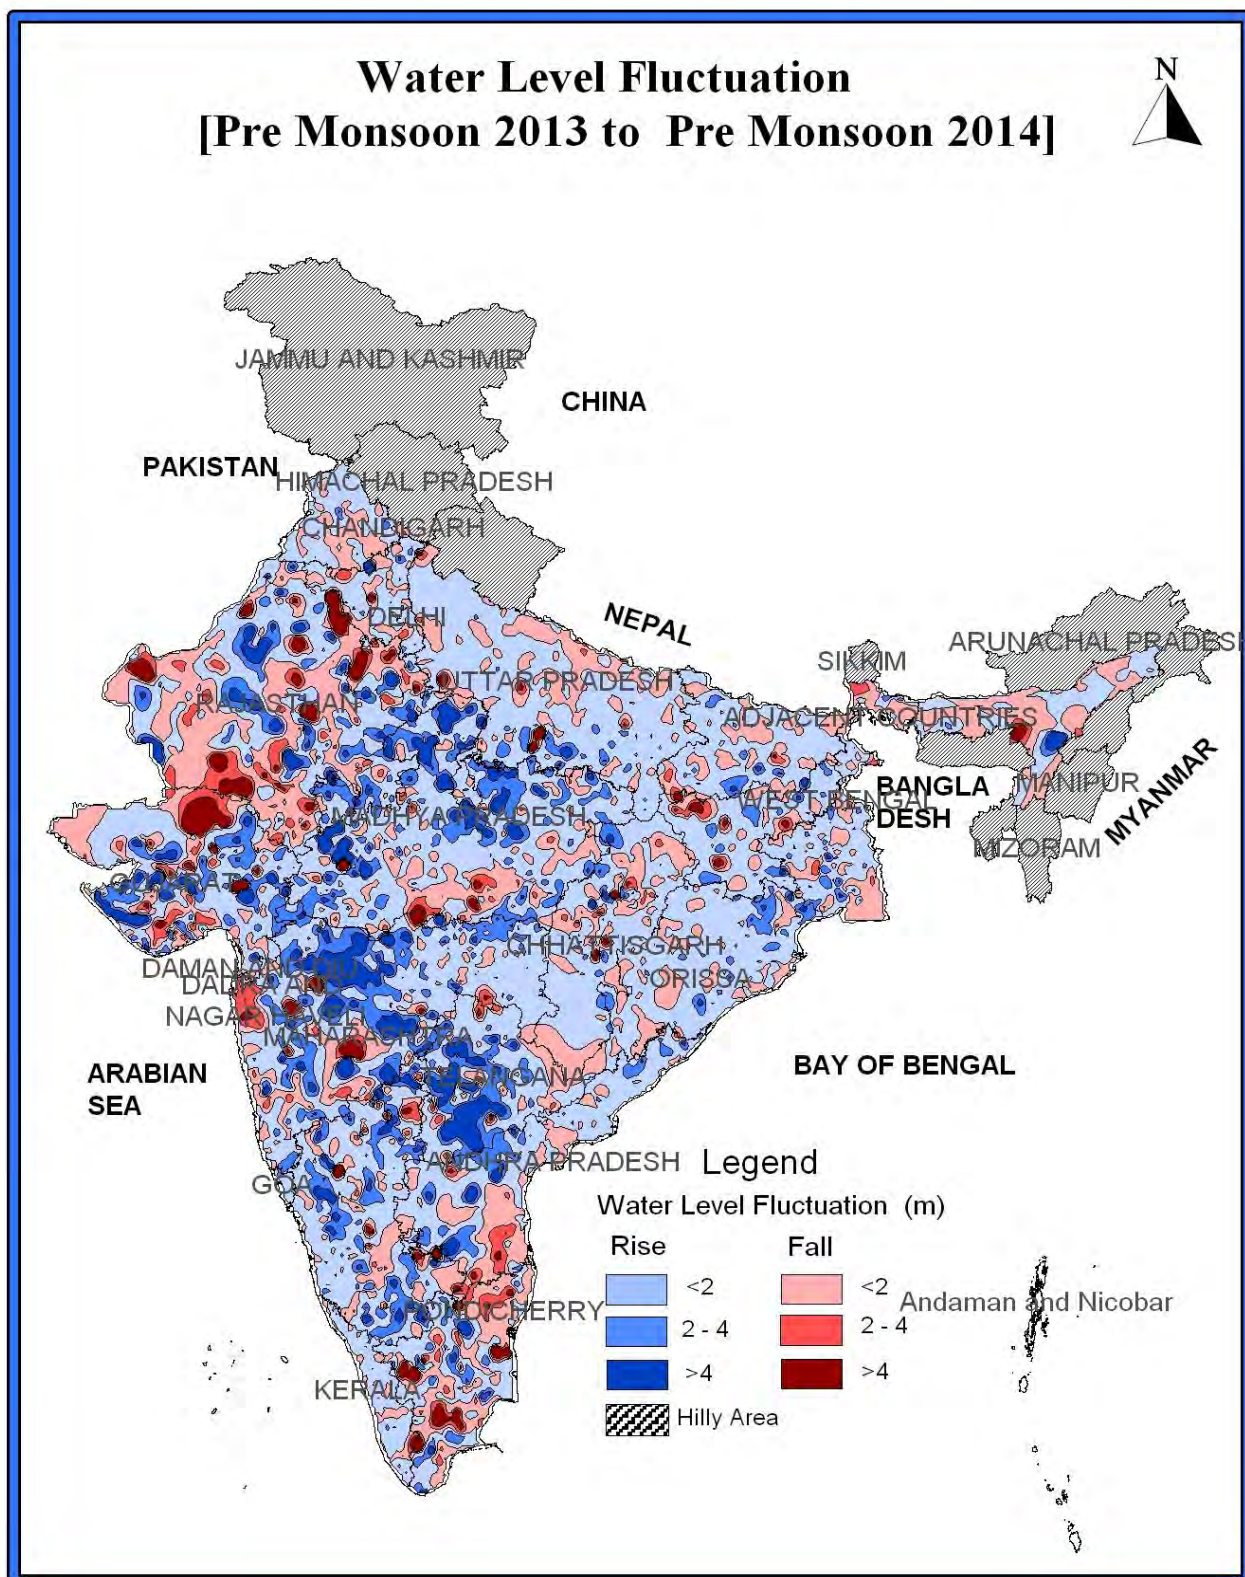 Water Level Fluctuation
[Pre Monsoon 2013 to Pre Monsoon 2014]
N
JAMMU AND KASHMIR
CHINA
PAKISTAN
HIMACHAL PRADESH
CHANDIGARH
DELHI
NEPAL
ARUNACHAL PRADESH
SIKKIM
UTTAR PRADESH
RAJASTHAN
ADJACENT COUNTRIES
BANGLA
DESH
MANIPUR
MYANMAR
WEST BENGAL
MADHYA PRADESH
MIZORAM
GUJARAT
CHHATTISGARH
ORISSA
DAMAN AND DIU
DADRA AND
NAGAR HAVELI
MAHARASHTRA
ARABIAN
SEA
BAY OF BENGAL
TELANGANA
ANDHRA PRADESH
GOA
Legend
Water Level Fluctuation (m)
Rise
Fall
<2
<2
2 - 4
2 - 4
>4
>4
Hilly Area
Andaman and Nicobar
PONDICHERRY
KERALA